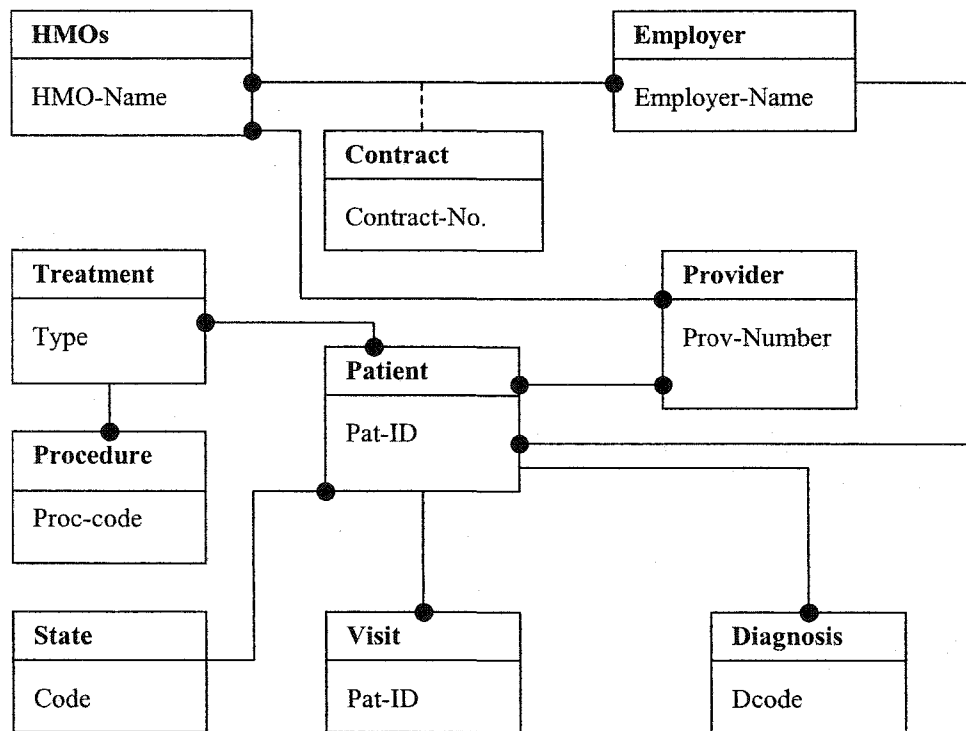 HMOs
HMO-Name
Employer
Employer-Name
Contract
Contract-No.
Treatment
Type
Provider
Prov-Number
Patient
Pat-ID
Procedure
Proc-code
State
Code
Visit
Pat-ID
Diagnosis
Dcode